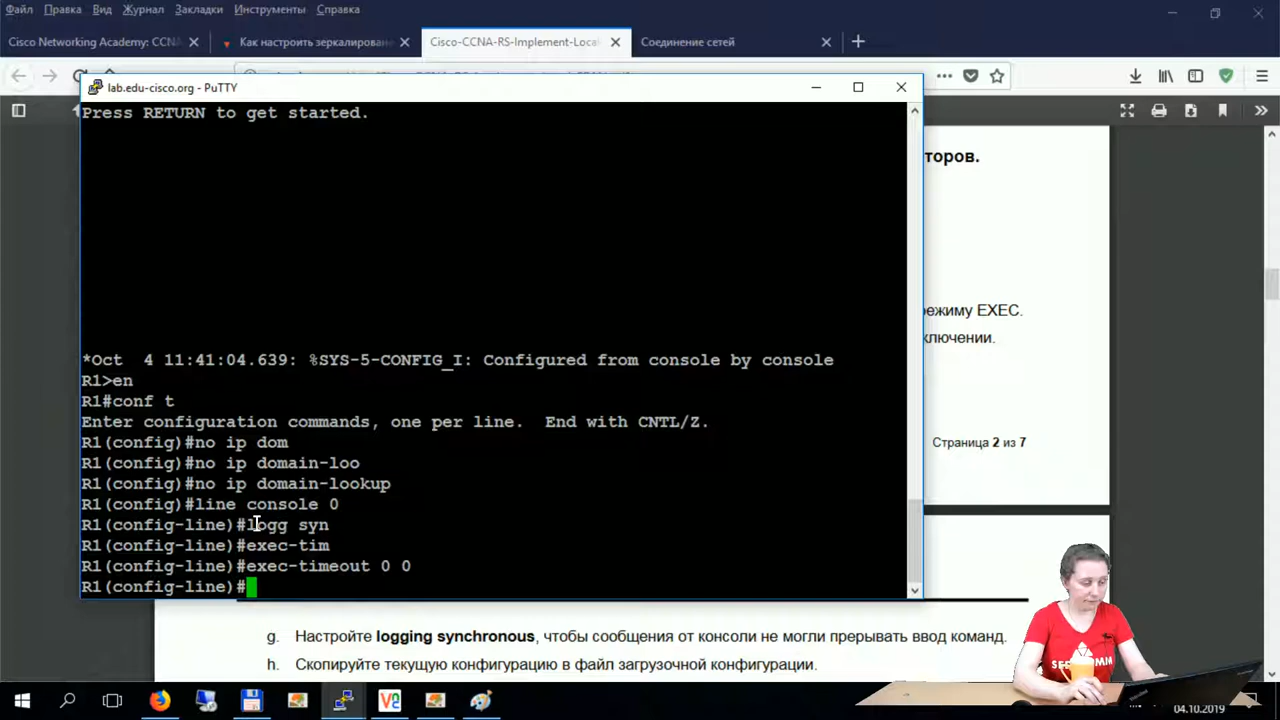 Файл Правка Вид Журнал Закладки Инструменты Справка
Cisco Networking Academy: CCNA
Как настроить зеркалирован
Cisco-CCNA-RS-Implement-Local
Соединение сетей
lab.edu-cisco.org - PuTTY
Press RETURN to get started.
*Oct  4 11:41:04.639: %SYS-5-CONFIG_I: Configured from console by console
R1>en
R1#conf t
Enter configuration commands, one per line.  End with CNTL/Z.
R1(config)#no ip dom
R1(config)#no ip domain-loo
R1(config)#no ip domain-lookup
R1(config)#line console 0
R1(config-line)#logg syn
R1(config-line)#exec-tim
R1(config-line)#exec-timeout 0 0
R1(config-line)#
торов.
ежиму EXEC.
ключении.
Страница 2 из 7
g. Настройте logging synchronous, чтобы сообщения от консоли не могли прерывать ввод команд.
h. Скопируйте текущую конфигурацию в файл загрузочной конфигурации.
04.10.2019